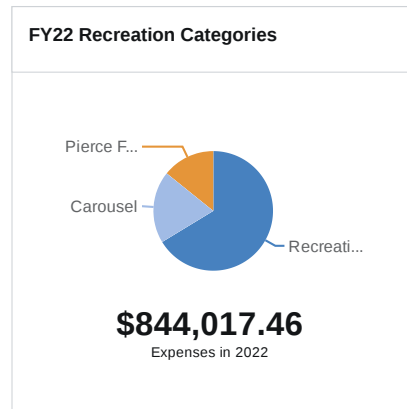 FY22 Recreation Categories
Pierce F...
Carousel
Recreati...
$844,017.46
Expenses in 2022